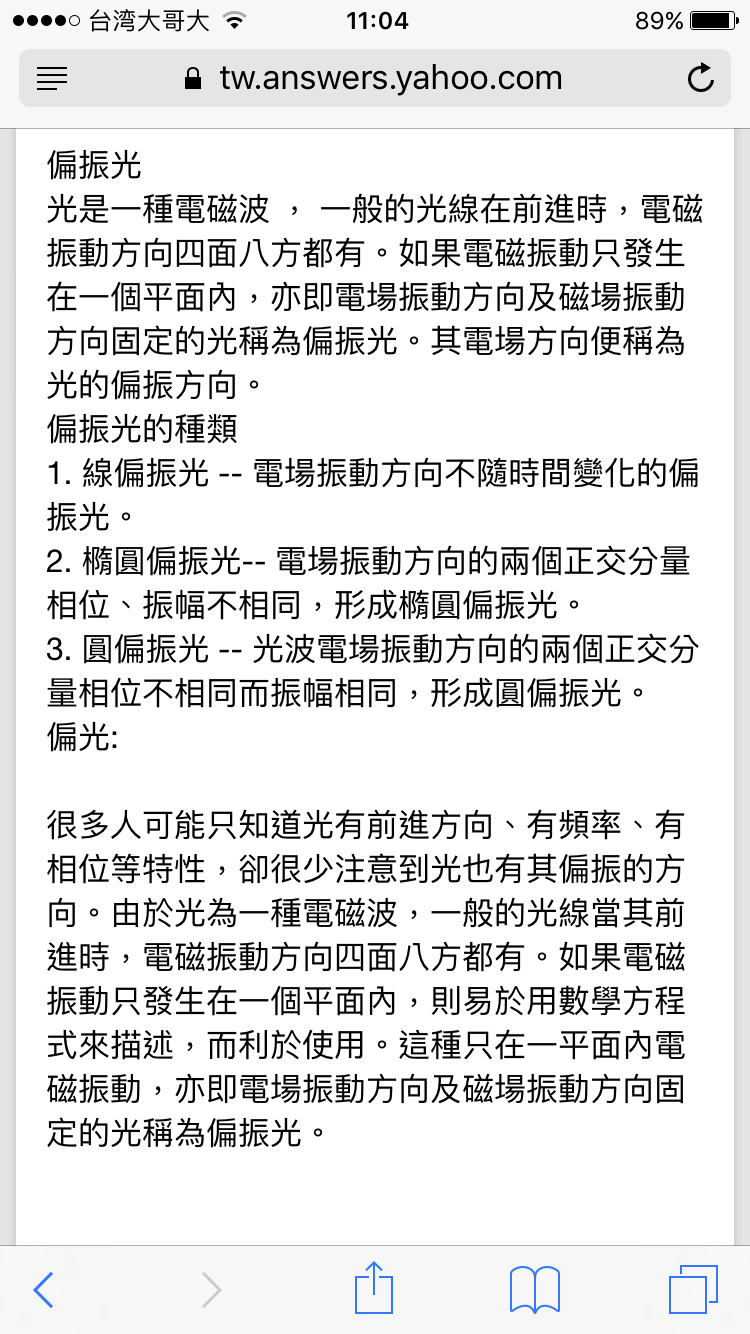 台湾大哥大
11:04
89%
tw.answers.yahoo.com
偏振光
光是一種電磁波 ， 一般的光線在前進時，電磁
振動方向四面八方都有。如果電磁振動只發生
在一個平面內，亦即電場振動方向及磁場振動
方向固定的光稱為偏振光。其電場方向便稱為
光的偏振方向。
偏振光的種類
1. 線偏振光 -- 電場振動方向不隨時間變化的偏
振光。
2. 橢圓偏振光-- 電場振動方向的兩個正交分量
相位、振幅不相同，形成橢圓偏振光。
3. 圓偏振光 -- 光波電場振動方向的兩個正交分
量相位不相同而振幅相同，形成圓偏振光。
偏光:
很多人可能只知道光有前進方向、有頻率、有
相位等特性，卻很少注意到光也有其偏振的方
向。由於光為一種電磁波，一般的光線當其前
進時，電磁振動方向四面八方都有。如果電磁
振動只發生在一個平面內，則易於用數學方程
式來描述，而利於使用。這種只在一平面內電
磁振動，亦即電場振動方向及磁場振動方向固
定的光稱為偏振光。